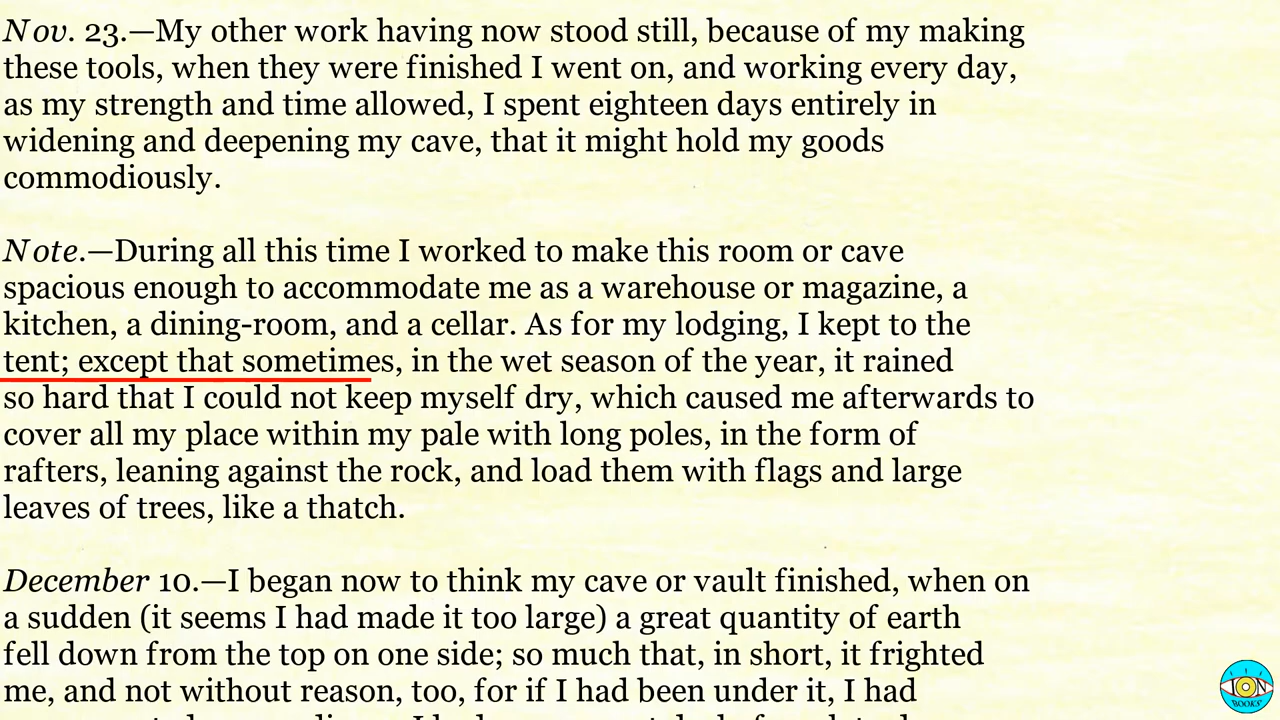 Nov. 23.—My other work having now stood still, because of my making
these tools, when they were finished I went on, and working every day,
as my strength and time allowed, I spent eighteen days entirely in
widening and deepening my cave, that it might hold my goods
commodiously.
Note.—During all this time I worked to make this room or cave
spacious enough to accommodate me as a warehouse or magazine, a
kitchen, a dining-room, and a cellar. As for my lodging, I kept to the
tent; except that sometimes, in the wet season of the year, it rained
so hard that I could not keep myself dry, which caused me afterwards to
cover all my place within my pale with long poles, in the form of
rafters, leaning against the rock, and load them with flags and large
leaves of trees, like a thatch.
December 10.—I began now to think my cave or vault finished, when on
a sudden (it seems I had made it too large) a great quantity of earth
fell down from the top on one side; so much that, in short, it frighted
me, and not without reason, too, for if I had been under it, I had
ION
BOOKS